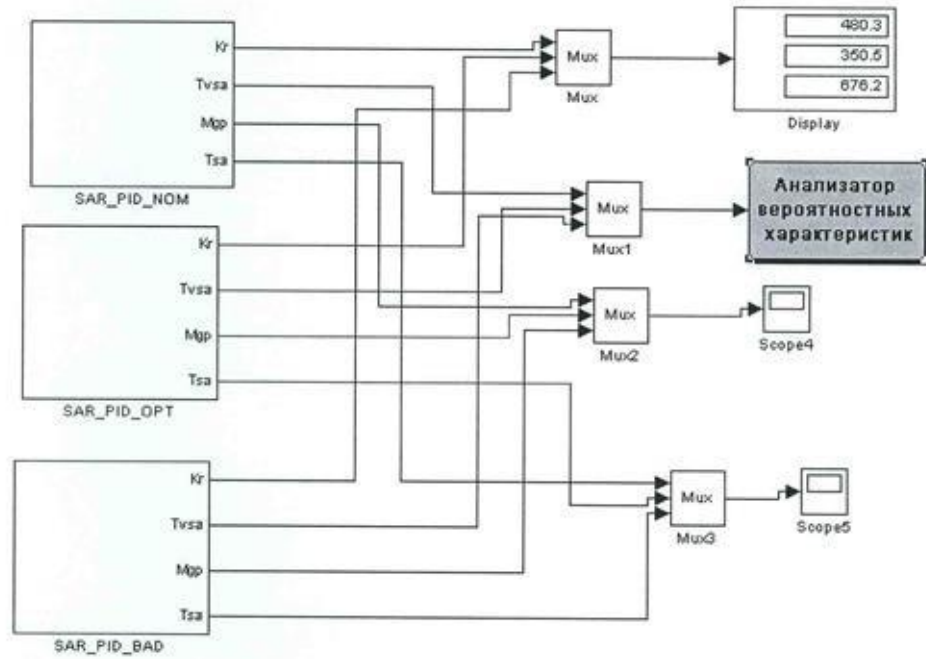 Kr
Tvsa
Mgp
Tsa
SAR_PID_NOM
Mux
Mux
480.3
350.5
676.2
Display
Kr
Tvsa
Mgp
Tsa
SAR_PID_OPT
Mux
Mux1
Анализатор
вероятностных
характеристик
Mux
Mux2
Scope4
Kr
Tvsa
Mgp
Tsa
SAR_PID_BAD
Mux
Mux3
Scope5